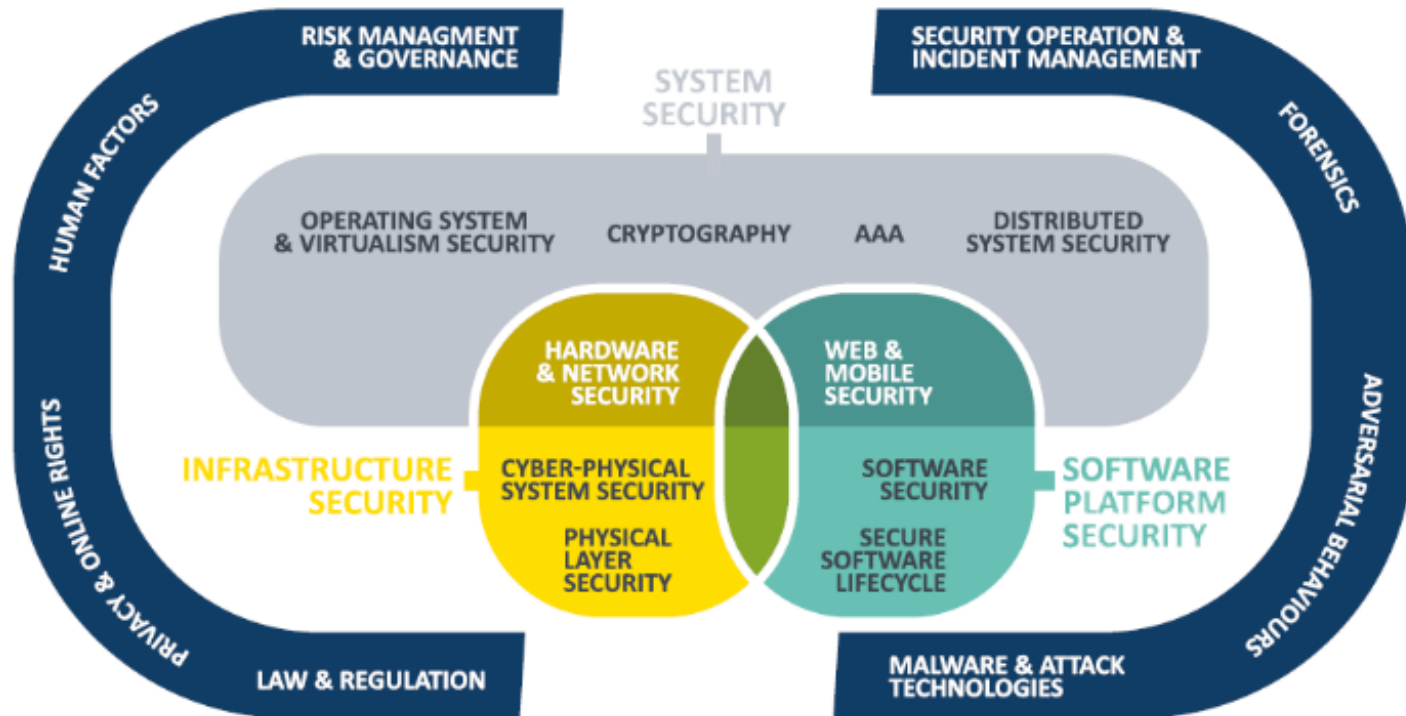 RISK MANAGMENT
& GOVERNANCE
SECURITY OPERATION &
INCIDENT MANAGEMENT
SYSTEM
SECURITY
HUMAN FACTORS
FORENSICS
OPERATING SYSTEM
& VIRTUALISM SECURITY
CRYPTOGRAPHY
AAA
DISTRIBUTED
SYSTEM SECURITY
HARDWARE
& NETWORK
SECURITY
WEB &
MOBILE
SECURITY
PRIVACY & ONLINE RIGHTS
ADVERSARIAL BEHAVIOURS
INFRASTRUCTURE
SECURITY
CYBER-PHYSICAL
SYSTEM SECURITY
SOFTWARE
SECURITY
SOFTWARE
PLATFORM
SECURITY
PHYSICAL
LAYER
SECURITY
SECURE
SOFTWARE
LIFECYCLE
LAW & REGULATION
MALWARE & ATTACK
TECHNOLOGIES